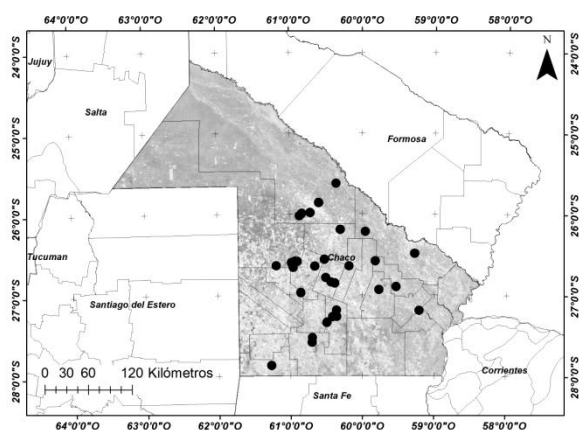 64°0'0"O 63°0'0"O 62°0'0"O 61°0'0"O 60°0'0"O 59°0'0"O 58°0'0"O
N
24°0'0"S
24°0'0"S
Jujuy
Salta
Formosa
25°0'0"S
25°0'0"S
26°0'0"S
26°0'0"S
Tucuman
Chaco
Santiago del Estero
27°0'0"S
27°0'0"S
0 30 60 120 Kilómetros
Corrientes
28°0'0"S
28°0'0"S
Santa Fe
64°0'0"O 63°0'0"O 62°0'0"O 61°0'0"O 60°0'0"O 59°0'0"O 58°0'0"O